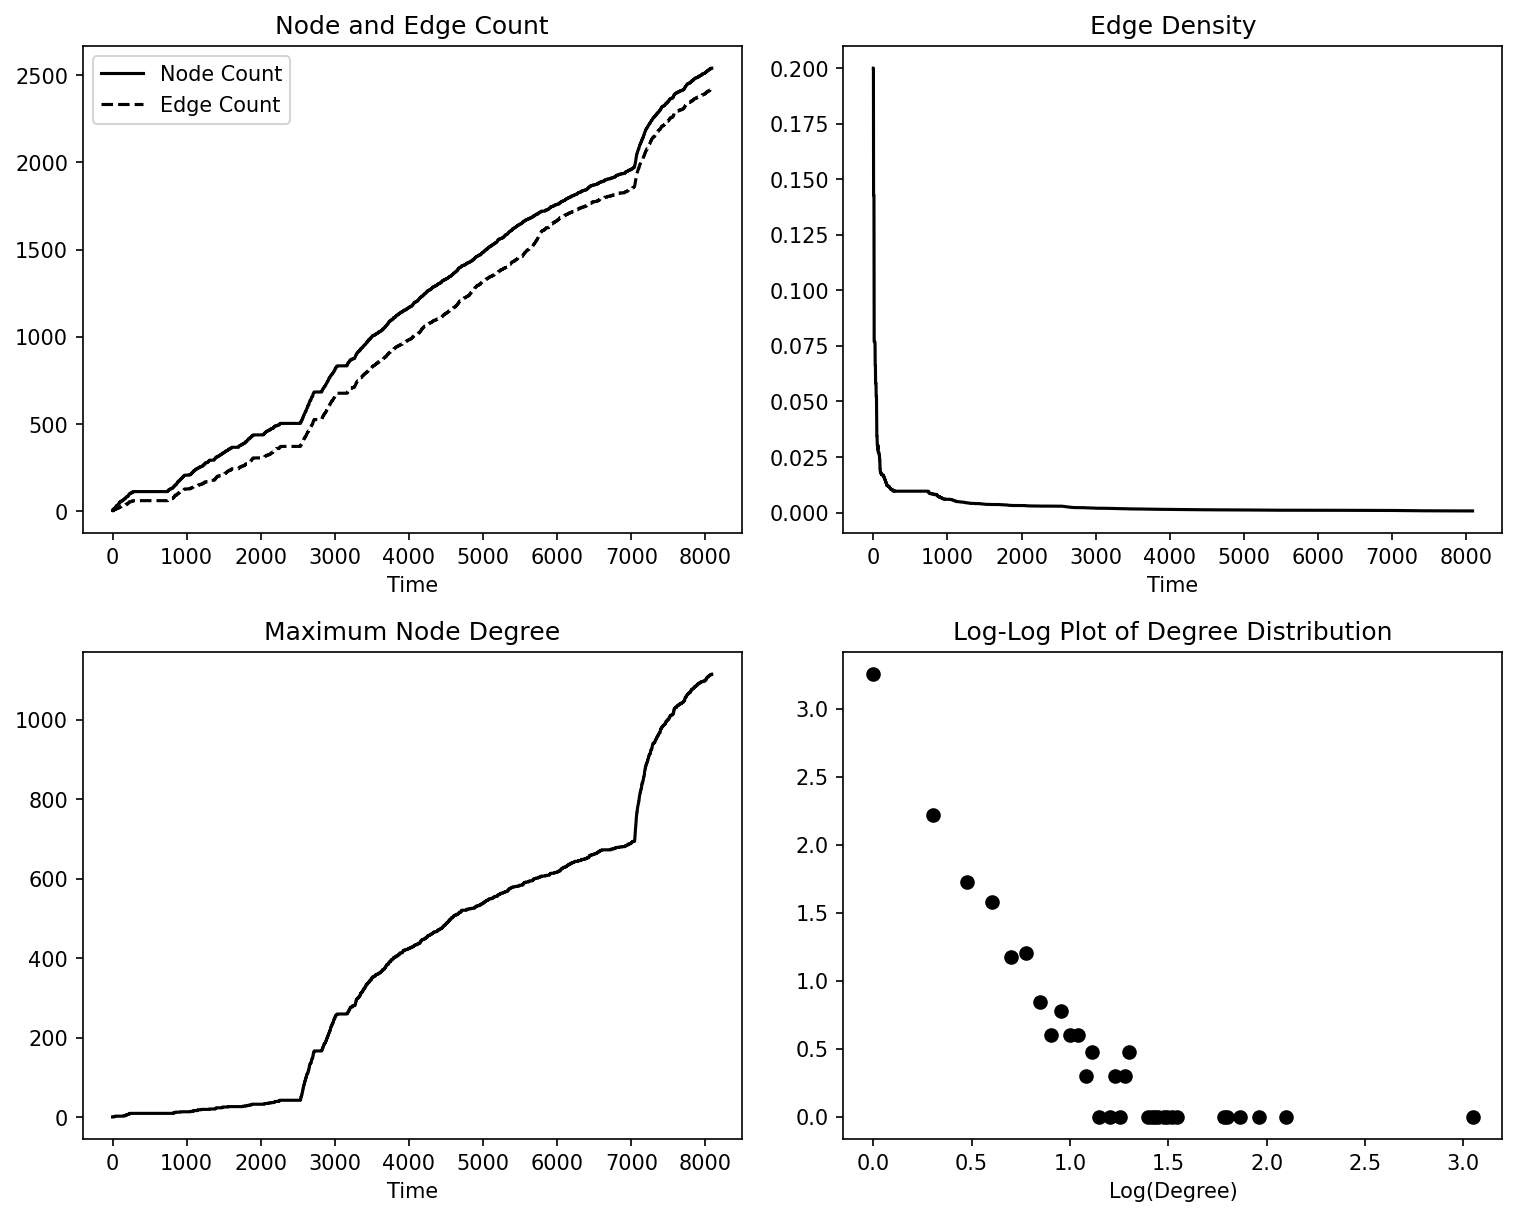 Node and Edge Count
Node Count
Edge Count
2500
2000
1500
1000
500
0
0 1000 2000 3000 4000 5000 6000 7000 8000
Time
Edge Density
0.200
0.175
0.150
0.125
0.100
0.075
0.050
0.025
0.000
0 1000 2000 3000 4000 5000 6000 7000 8000
Time
Maximum Node Degree
1000
800
600
400
200
0
0 1000 2000 3000 4000 5000 6000 7000 8000
Time
Log-Log Plot of Degree Distribution
3.0
2.5
2.0
1.5
1.0
0.5
0.0
0.0 0.5 1.0 1.5 2.0 2.5 3.0
Log(Degree)